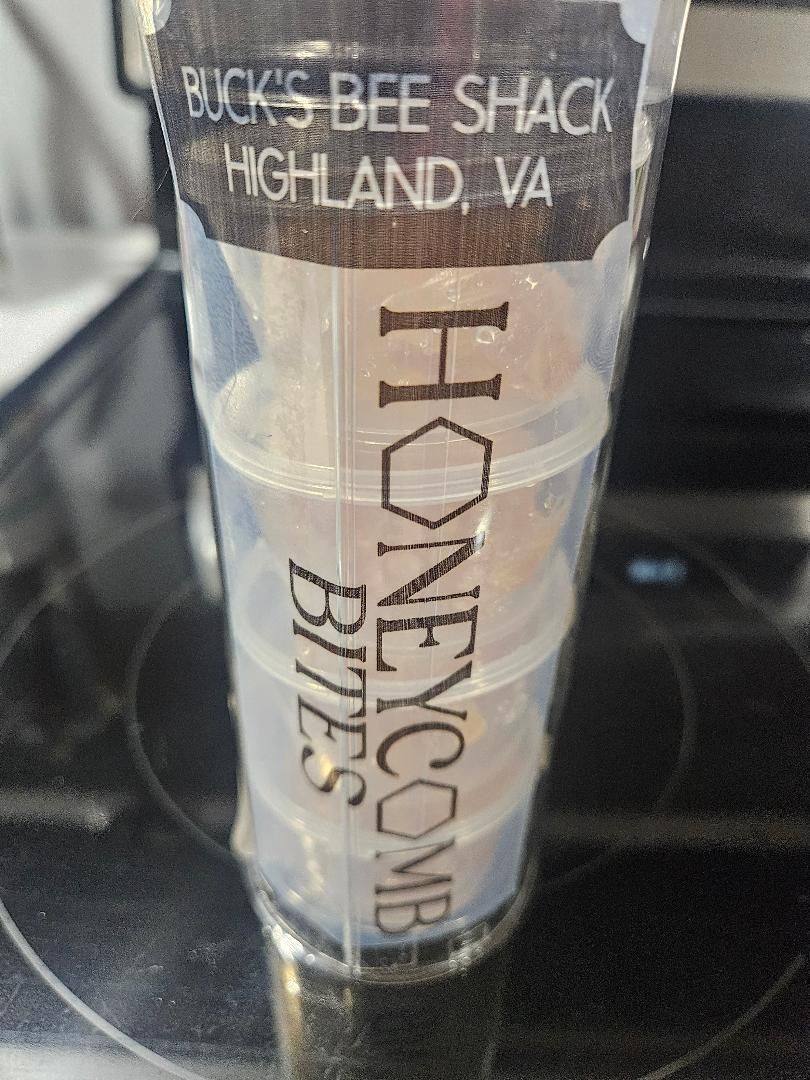 BUCK'S BEE SHACK
HIGHLAND, VA
HONEYCOMB
BITES